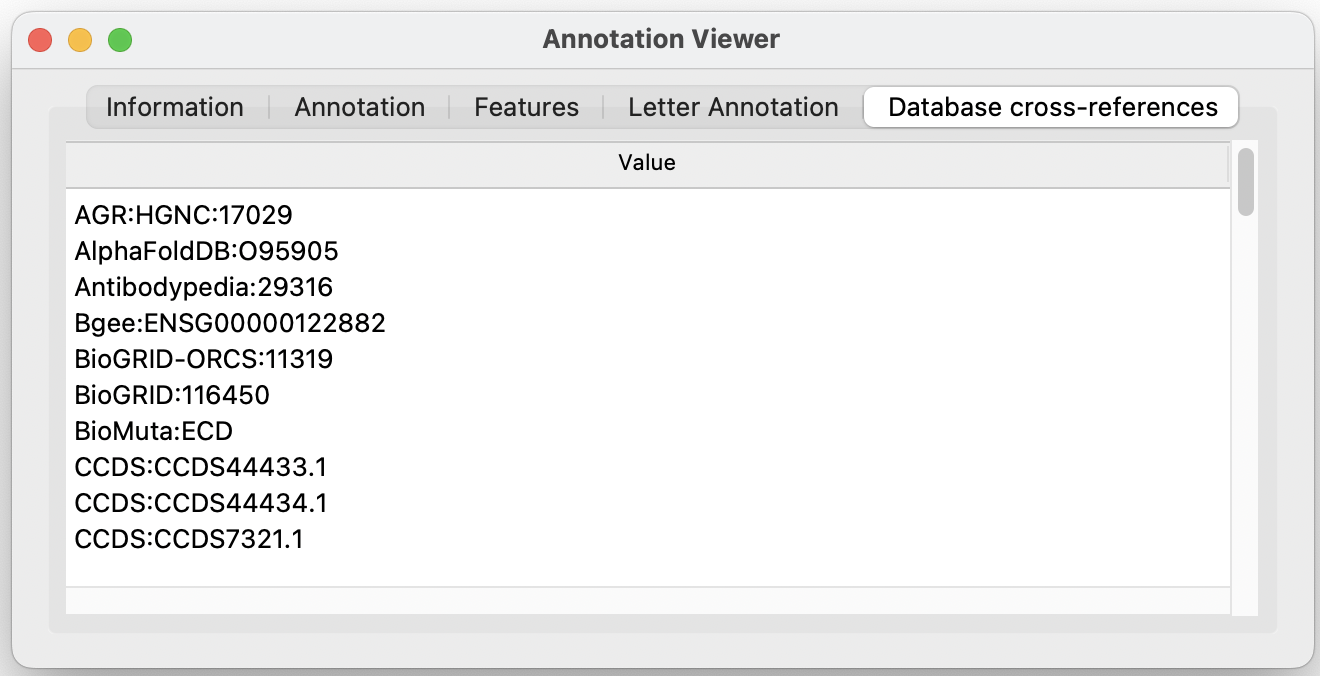 Annotation Viewer
Information Annotation Features Letter Annotation Database cross-references
Value
AGR:HGNC:17029
AlphaFoldDB:O95905
Antibodypedia:29316
Bgee:ENSG00000122882
BioGRID-ORCS:11319
BioGRID:116450
BioMuta:ECD
CCDS:CCDS44433.1
CCDS:CCDS44434.1
CCDS:CCDS7321.1